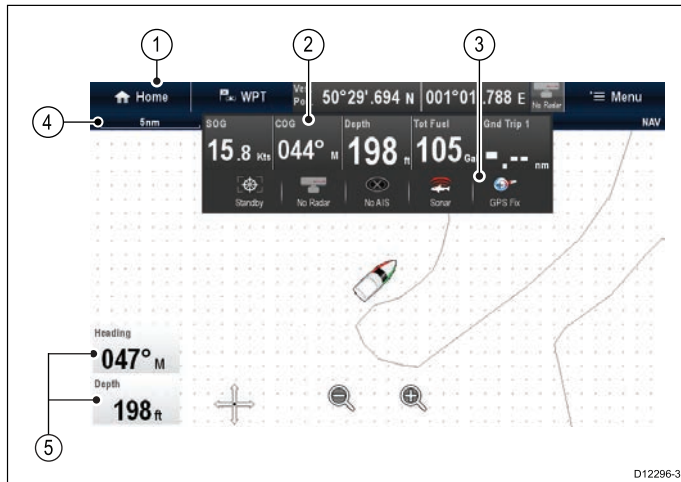 1
2
3
Home
WPT
50°29'.694 N
001°01 .788 E
No Radar
Menu
4
5nm
NAV
SOG
COG
Depth
Tot Fuel
Gnd Trip 1
15.8 Kts
044° M
198 ft
105 Gal
-.-- nm
Standby
No Radar
No AIS
Sonar
GPS Fix
Heading
047° M
Depth
198 ft
5
D12296-3